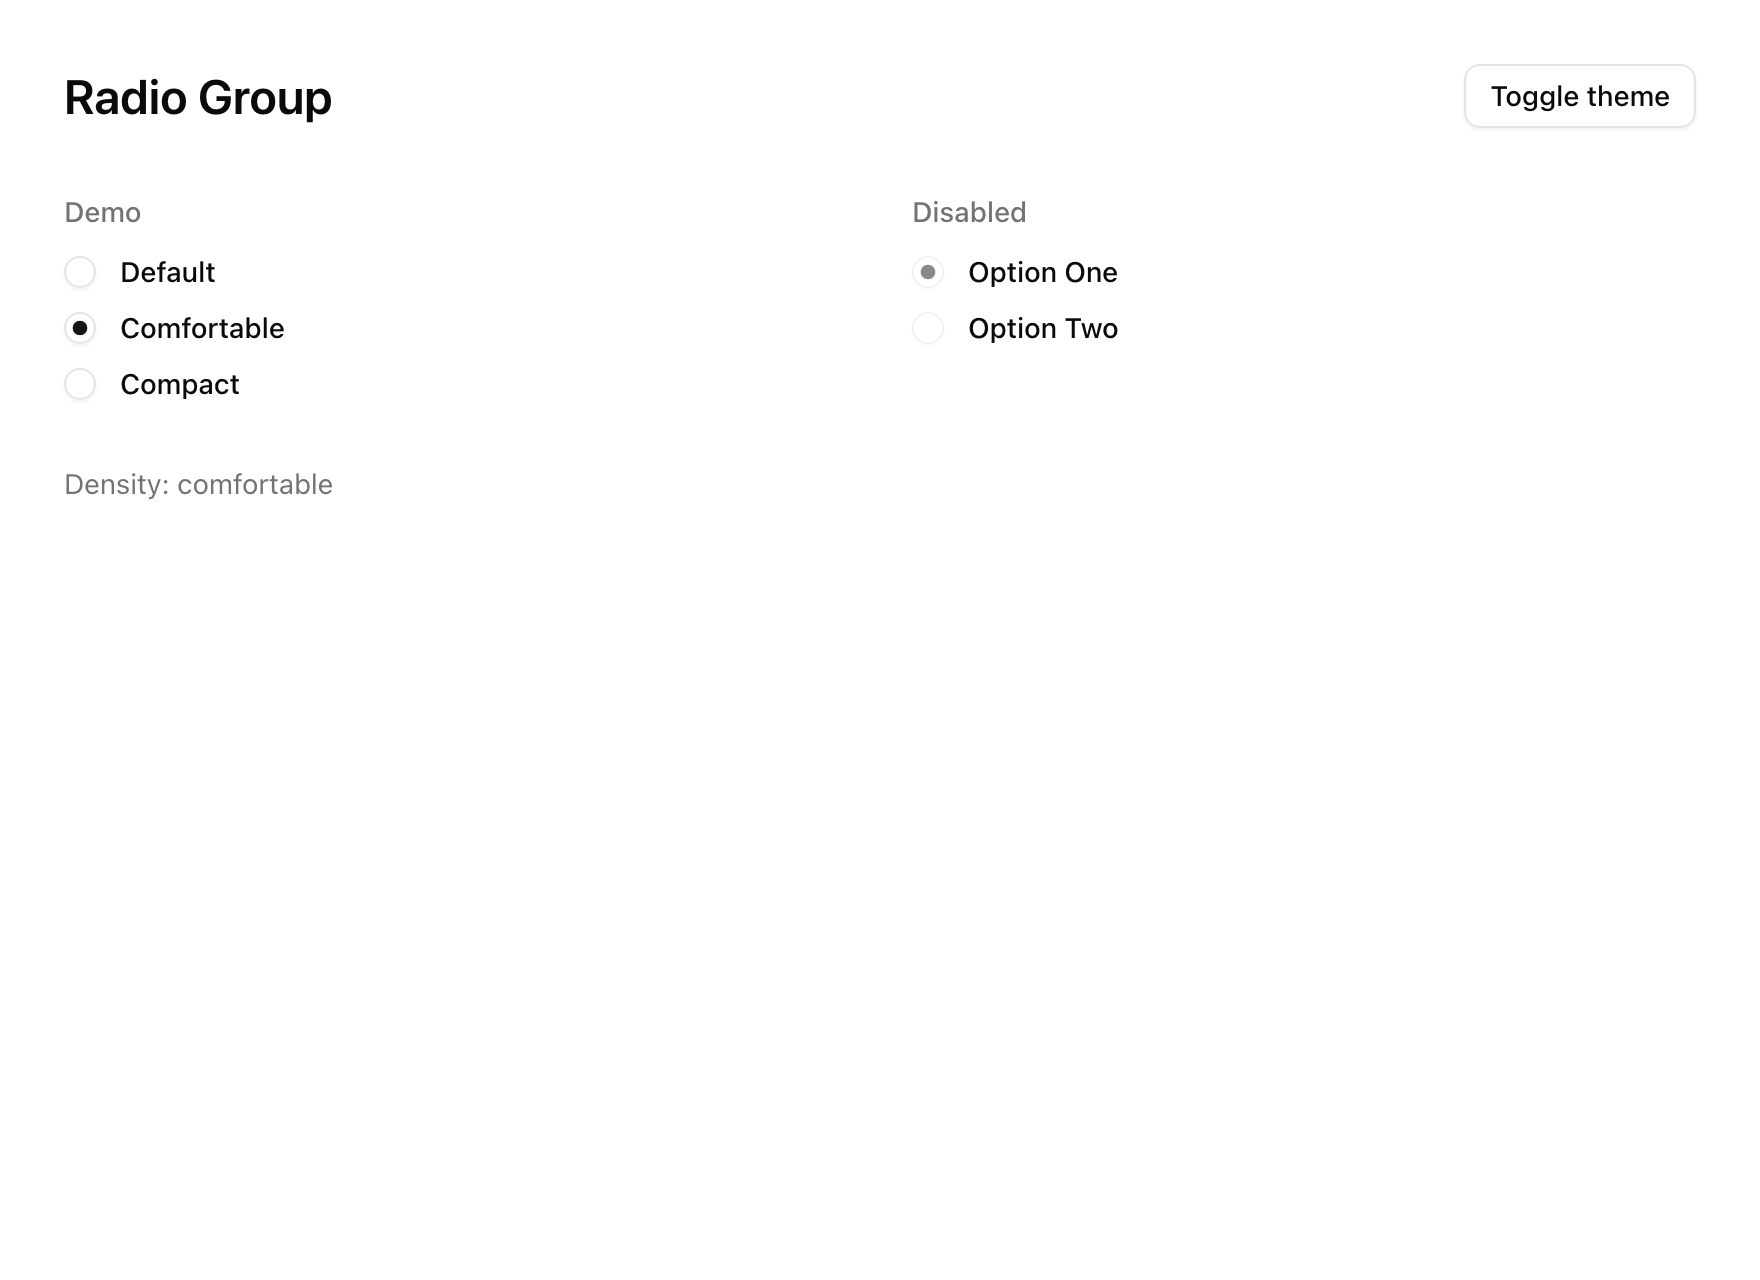 Radio Group
Toggle theme
Demo
Default
Comfortable
Compact
Density: comfortable
Disabled
Option One
Option Two